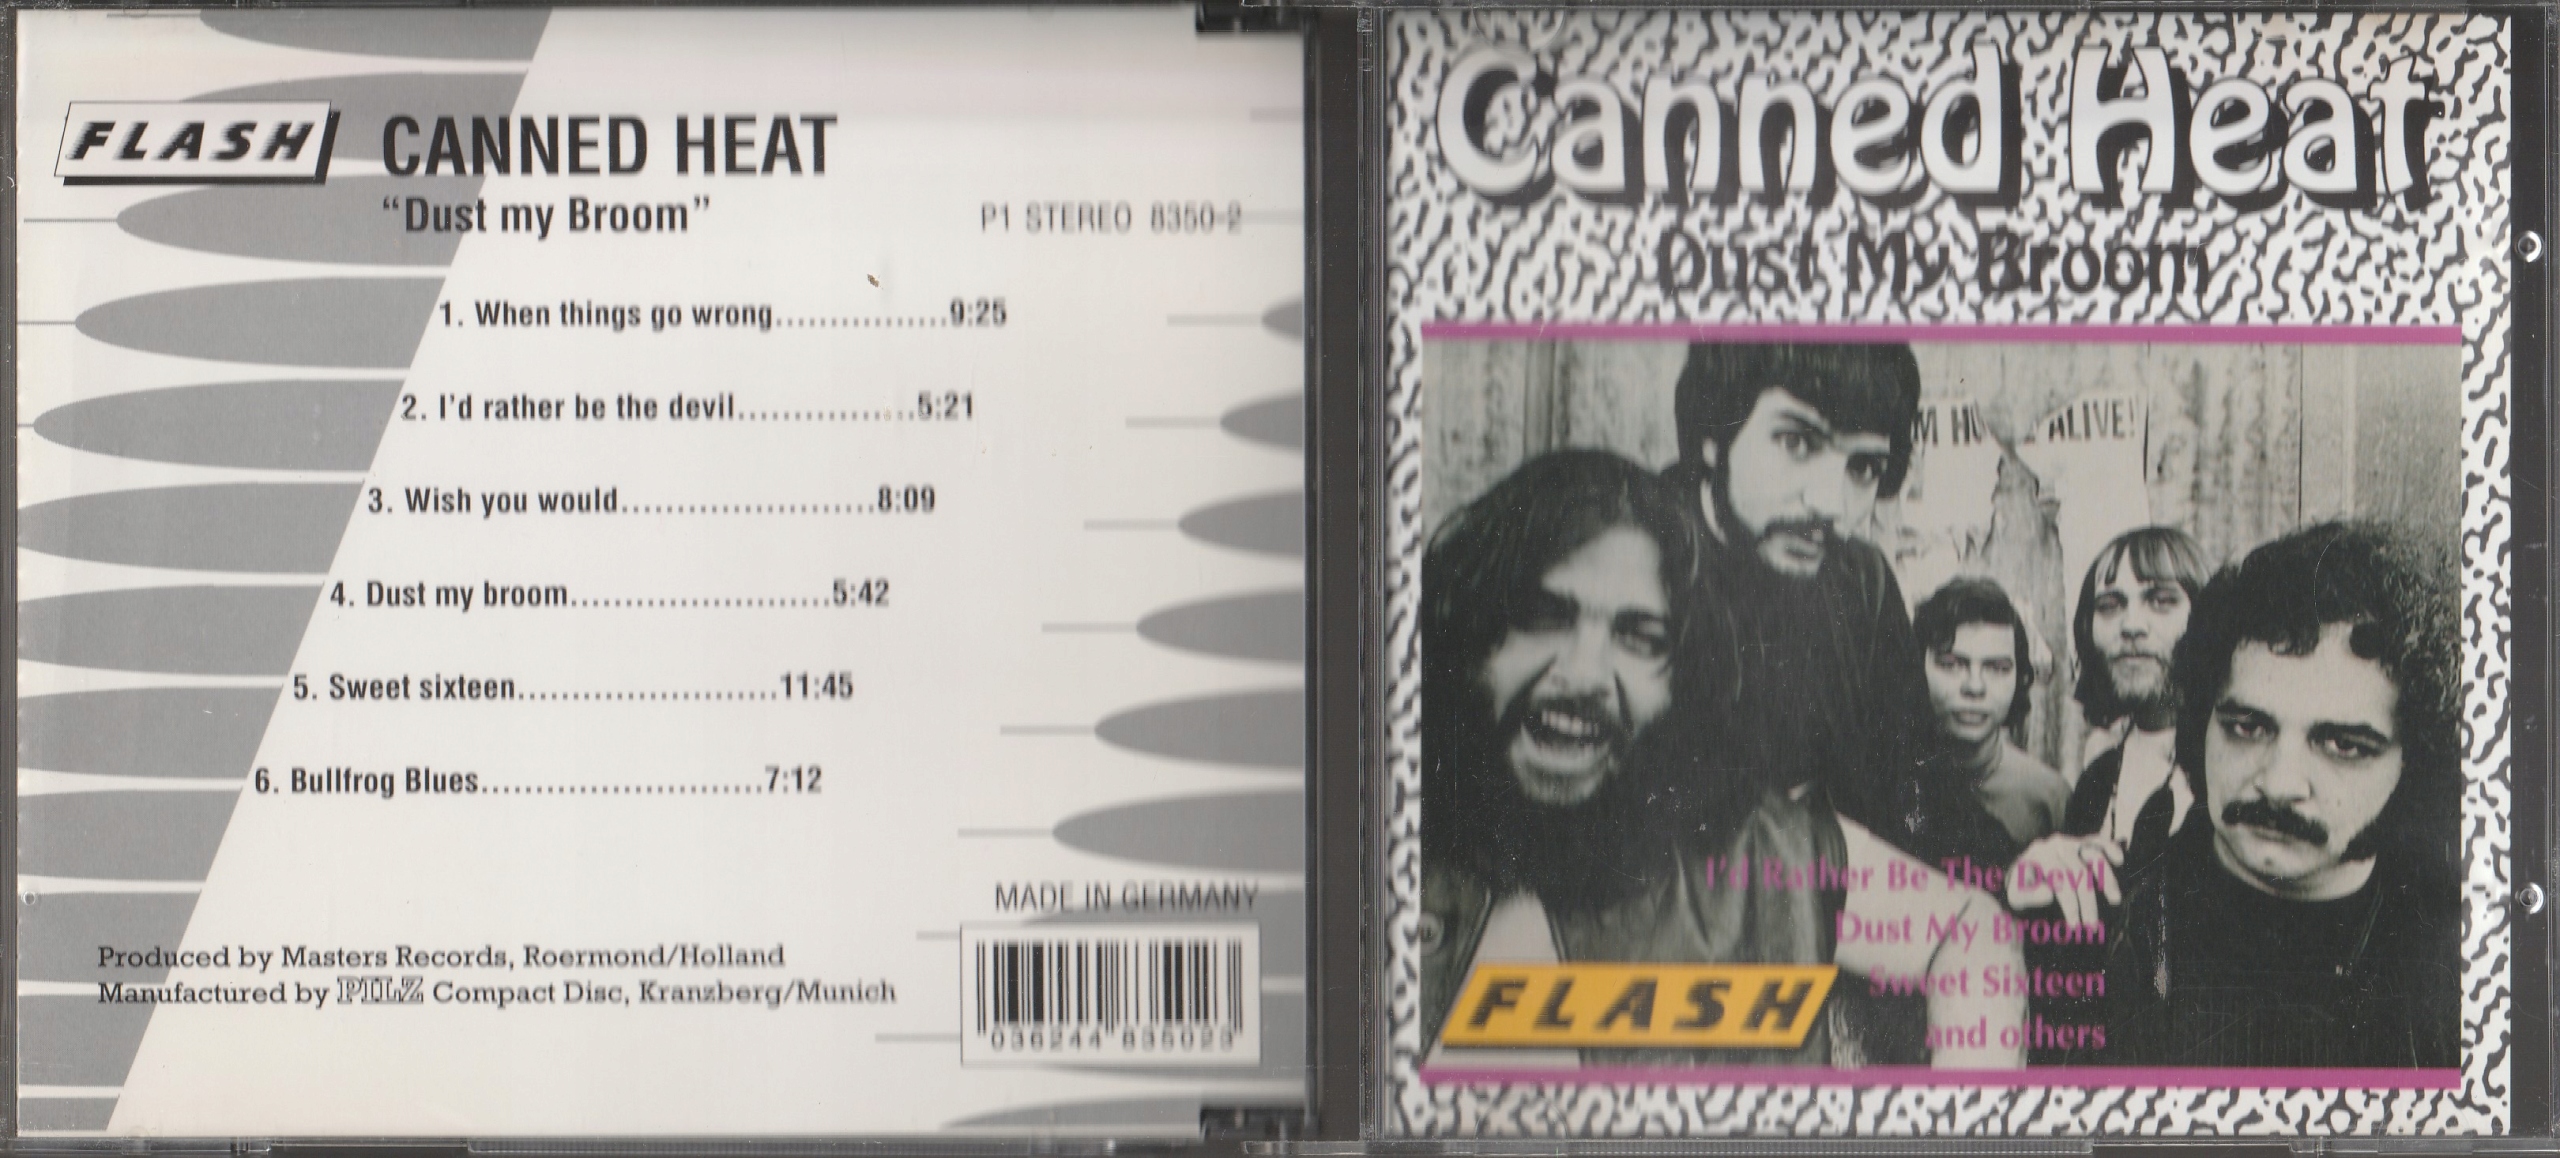 FLASH
CANNED HEAT
“Dust my Broom”
P1 STEREO 8350-2
1. When things go wrong................9:25
2. I'd rather be the devil.................5:21
3. Wish you would.......................8:09
4. Dust my broom........................5:42
5. Sweet sixteen........................11:45
6. Bullfrog Blues..........................7:12
MADE IN GERMANY
Produced by Masters Records, Roermond/Holland
Manufactured by PILZ Compact Disc, Kranzberg/Munich
036244 835023
Canned Heat
Dust My Broom
ALIVE!
I'd Rather Be The Devil
Dust My Broom
Sweet Sixteen
and others
FLASH